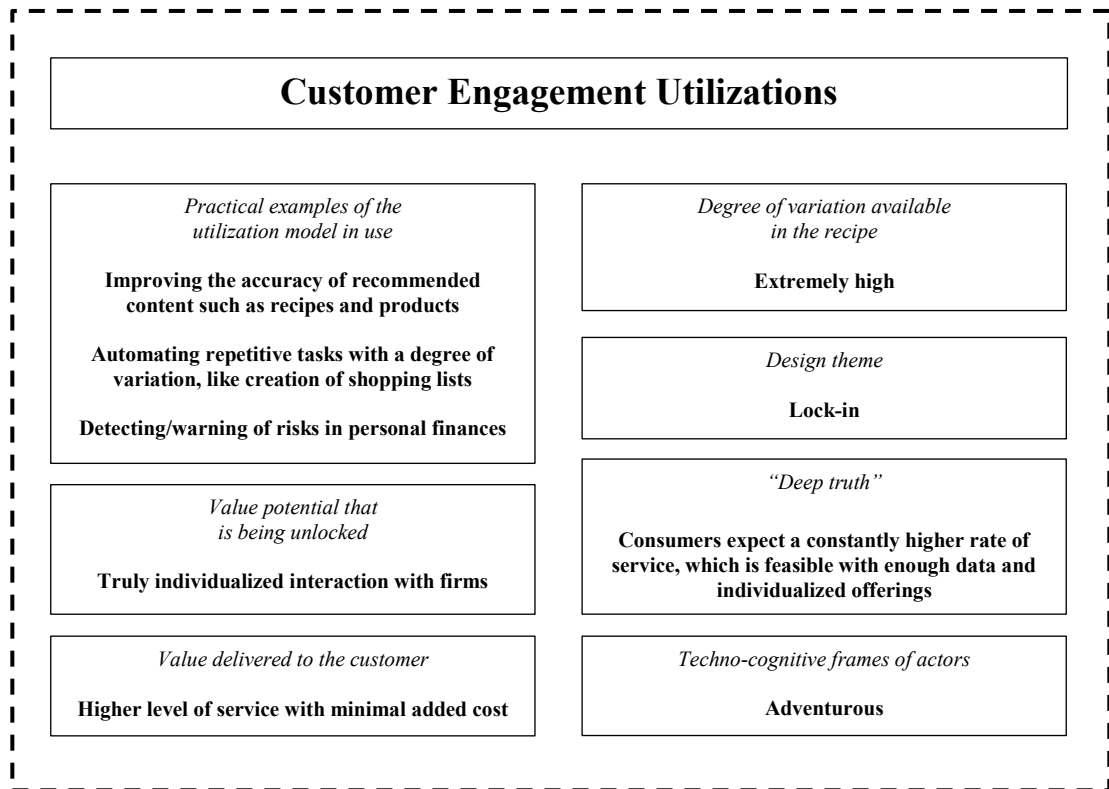 Customer Engagement Utilizations
Practical examples of the
utilization model in use
Improving the accuracy of recommended
content such as recipes and products
Automating repetitive tasks with a degree of
variation, like creation of shopping lists
Detecting/warning of risks in personal finances
Value potential that
is being unlocked
Truly individualized interaction with firms
Value delivered to the customer
Higher level of service with minimal added cost
Degree of variation available
in the recipe
Extremely high
Design theme
Lock-in
“Deep truth”
Consumers expect a constantly higher rate of
service, which is feasible with enough data and
individualized offerings
Techno-cognitive frames of actors
Adventurous